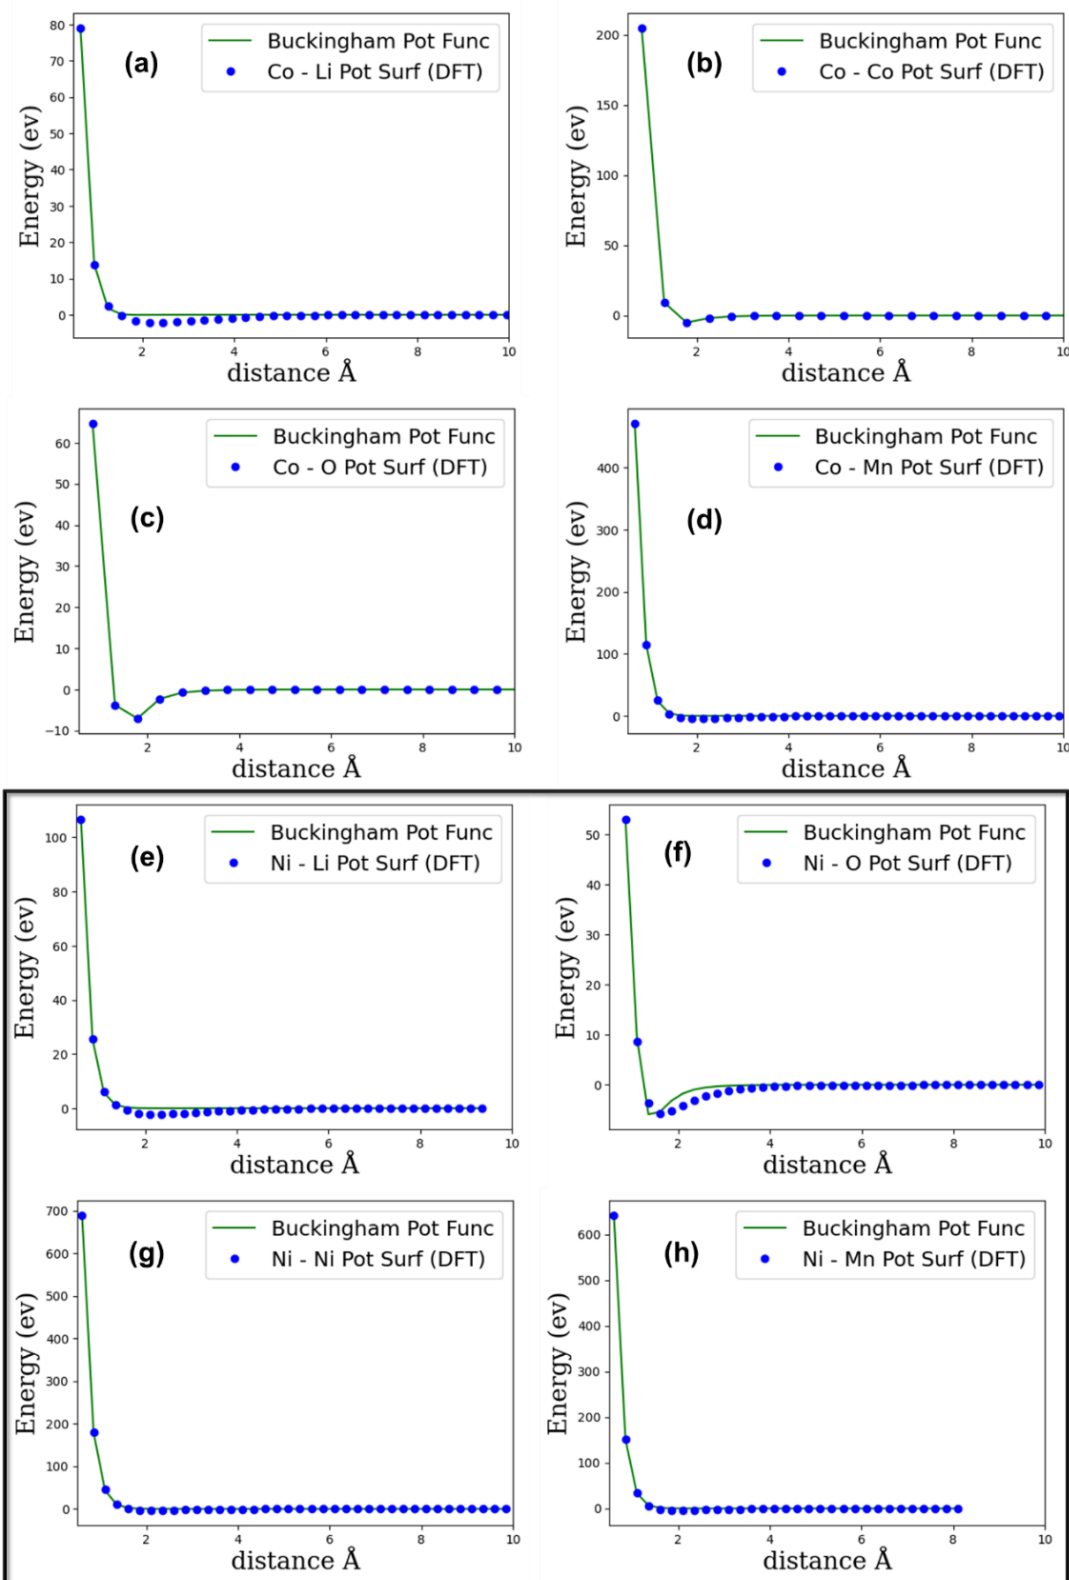 (a)
Buckingham Pot Func
Co - Li Pot Surf (DFT)
Energy (ev)
80
70
60
50
40
30
20
10
0
2
4
6
8
10
distance Å
(b)
Buckingham Pot Func
Co - Co Pot Surf (DFT)
Energy (ev)
200
150
100
50
0
2
4
6
8
10
distance Å
(c)
Buckingham Pot Func
Co - O Pot Surf (DFT)
Energy (ev)
60
50
40
30
20
10
0
−10
2
4
6
8
10
distance Å
(d)
Buckingham Pot Func
Co - Mn Pot Surf (DFT)
Energy (ev)
400
300
200
100
0
2
4
6
8
10
distance Å
(e)
Buckingham Pot Func
Ni - Li Pot Surf (DFT)
Energy (ev)
100
80
60
40
20
0
2
4
6
8
10
distance Å
(f)
Buckingham Pot Func
Ni - O Pot Surf (DFT)
Energy (ev)
50
40
30
20
10
0
2
4
6
8
10
distance Å
(g)
Buckingham Pot Func
Ni - Ni Pot Surf (DFT)
Energy (ev)
700
600
500
400
300
200
100
0
2
4
6
8
10
distance Å
(h)
Buckingham Pot Func
Ni - Mn Pot Surf (DFT)
Energy (ev)
600
500
400
300
200
100
0
2
4
6
8
10
distance Å